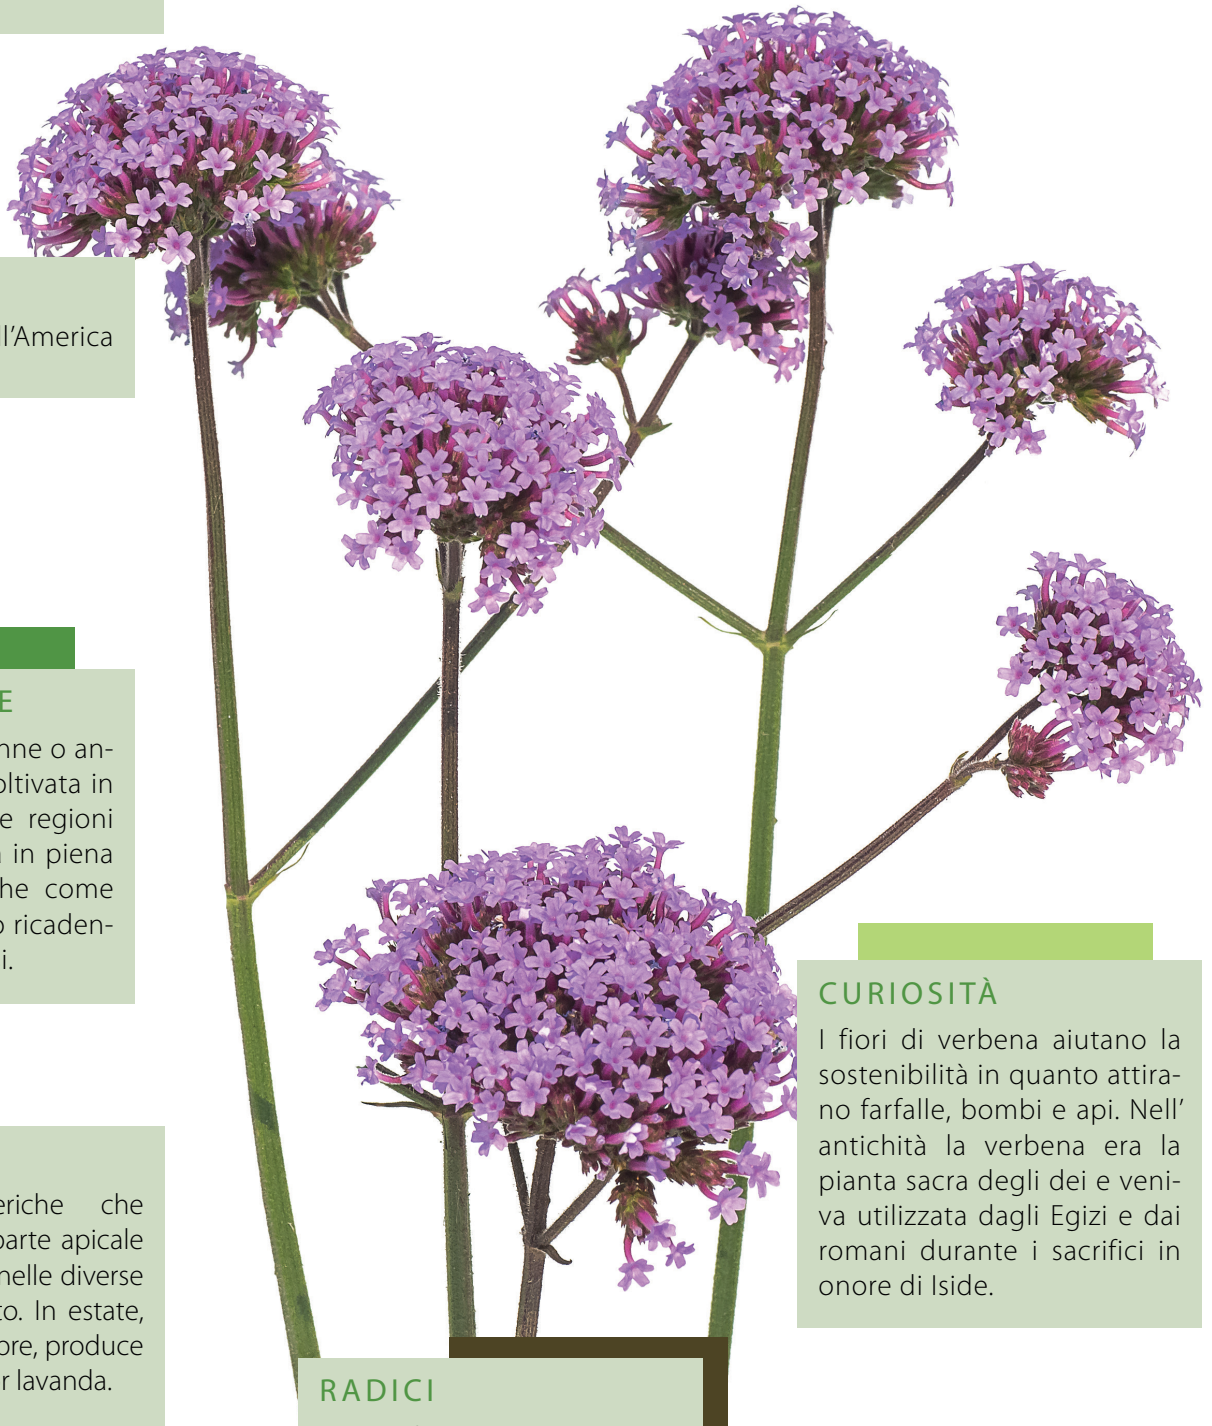 ll'America
E
nne o an-
oltivata in
e regioni
a in piena
he come
o ricaden-
i.
CURIOSITÀ
I fiori di verbena aiutano la
sostenibilità in quanto attira-
no farfalle, bombi e api. Nell'
antichità la verbena era la
pianta sacra degli dei e veni-
va utilizzata dagli Egizi e dai
romani durante i sacrifici in
onore di Iside.
eriche che
parte apicale
nelle diverse
to. In estate,
ore, produce
r lavanda.
RADICI